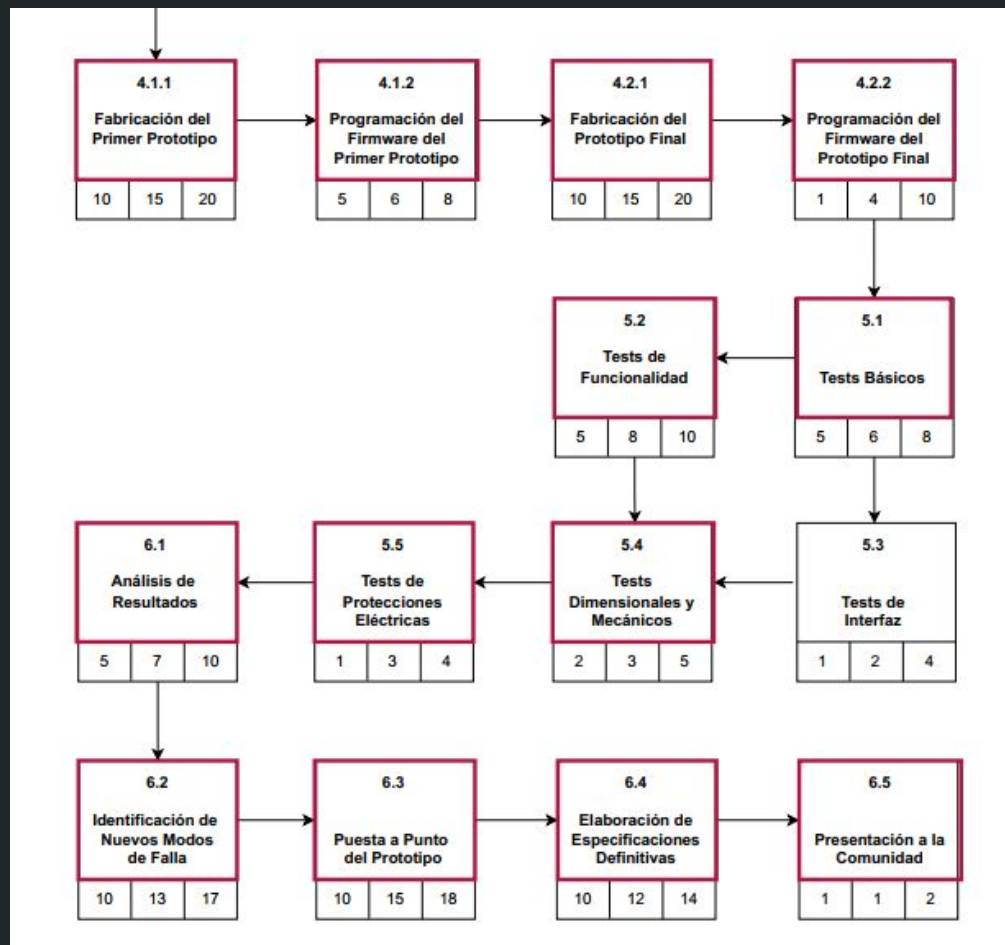 4.1.1
Fabricación del
Primer Prototipo
10 15 20
4.1.2
Programación del
Firmware del
Primer Prototipo
5 6 8
4.2.1
Fabricación del
Prototipo Final
10 15 20
4.2.2
Programación del
Firmware del
Prototipo Final
1 4 10
5.2
Tests de
Funcionalidad
5 8 10
5.1
Tests Básicos
5 6 8
6.1
Análisis de
Resultados
5 7 10
5.5
Tests de
Protecciones
Eléctricas
1 3 4
5.4
Tests
Dimensionales y
Mecánicos
2 3 5
5.3
Tests de
Interfaz
1 2 4
6.2
Identificación de
Nuevos Modos
de Falla
10 13 17
6.3
Puesta a Punto
del Prototipo
10 15 18
6.4
Elaboración de
Especificaciones
Definitivas
10 12 14
6.5
Presentación a la
Comunidad
1 1 2